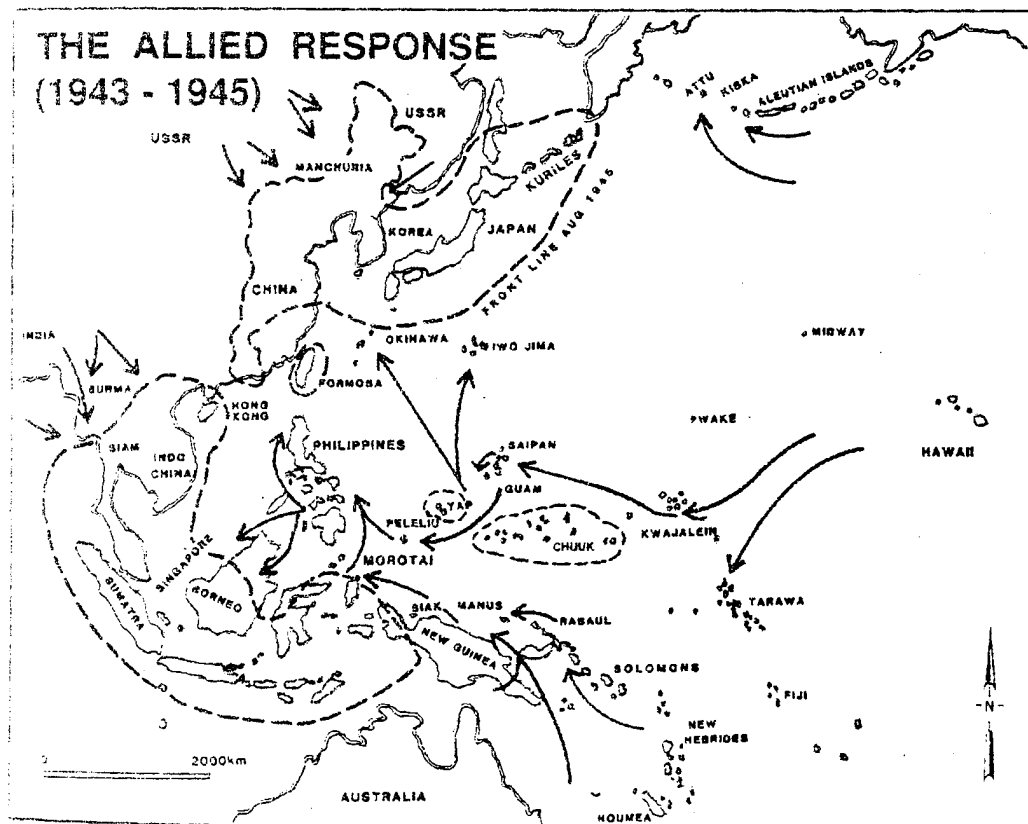 THE ALLIED RESPONSE
(1943 - 1945)
USSR
USSR
MANCHURIA
ATTU
KISKA
ALEUTIAN ISLANDS
KURILES
KOREA
JAPAN
FRONT LINE AUG 1945
CHINA
OKINAWA
IWO JIMA
MIDWAY
INDIA
BURMA
FORMOSA
HONG
KONG
WAKE
SIAM
INDO
CHINA
PHILIPPINES
SAIPAN
HAWAII
GUAM
YAP
PELELIU
CHUUK
KWAJALEIN
MOROTAI
SINGAPORE
SUMATRA
BORNEO
BIAK
MANUS
RABAUL
TARAWA
NEW GUINEA
SOLOMONS
FIJI
NEW
HEBRIDES
-N-
0
2000km
AUSTRALIA
NOUMEA